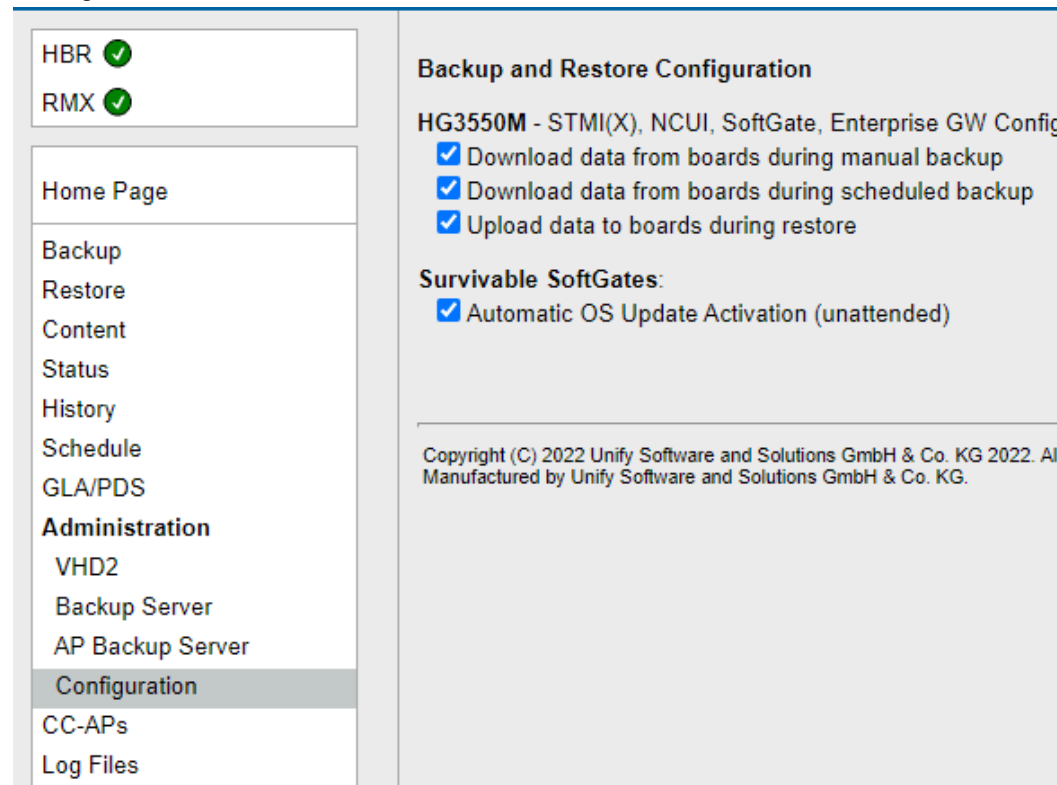 HBR
RMX
Home Page
Backup
Restore
Content
Status
History
Schedule
GLA/PDS
Administration
VHD2
Backup Server
AP Backup Server
Configuration
CC-APs
Log Files
Backup and Restore Configuration
HG3550M - STMI(X), NCUI, SoftGate, Enterprise GW Config
Download data from boards during manual backup
Download data from boards during scheduled backup
Upload data to boards during restore
Survivable SoftGates:
Automatic OS Update Activation (unattended)
Copyright (C) 2022 Unify Software and Solutions GmbH & Co. KG 2022. Al
Manufactured by Unify Software and Solutions GmbH & Co. KG.